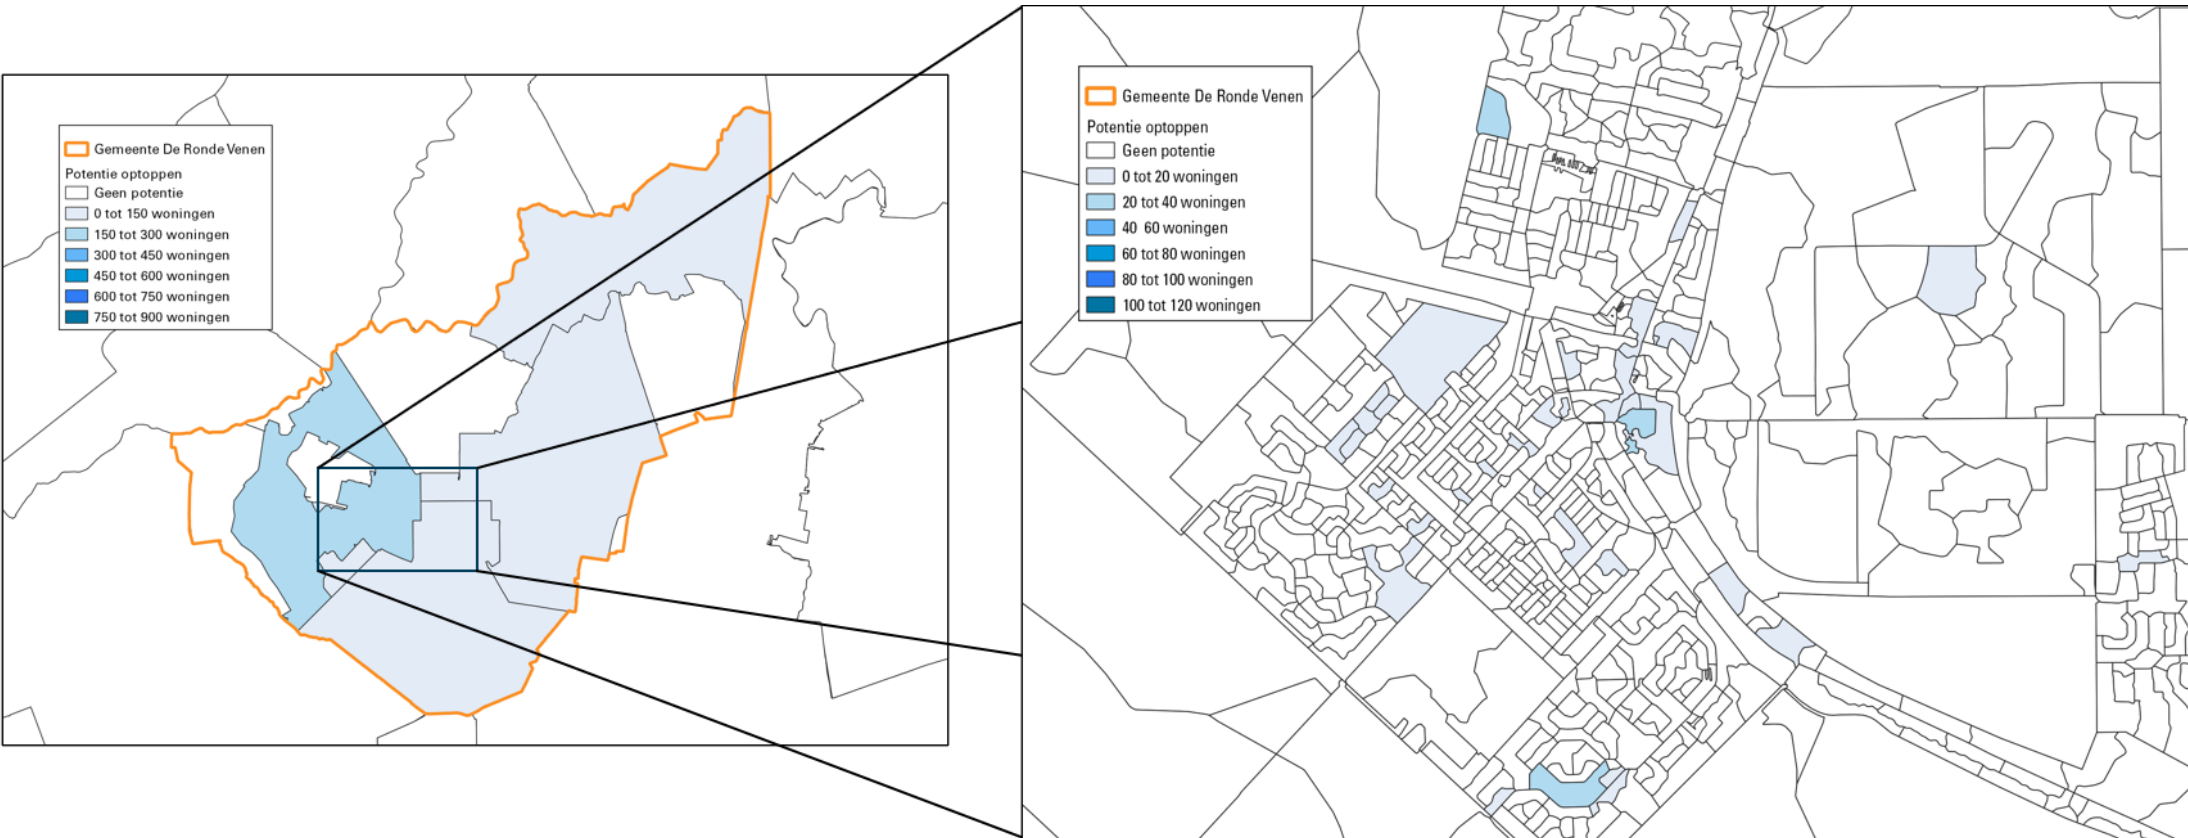 Gemeente De Ronde Venen
Potentie optoppen
Geen potentie
0 tot 150 woningen
150 tot 300 woningen
300 tot 450 woningen
450 tot 600 woningen
600 tot 750 woningen
750 tot 900 woningen
Gemeente De Ronde Venen
Potentie optoppen
Geen potentie
0 tot 20 woningen
20 tot 40 woningen
40 60 woningen
60 tot 80 woningen
80 tot 100 woningen
100 tot 120 woningen